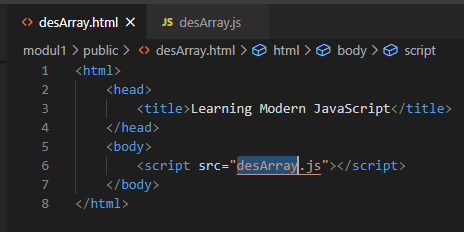 desArray.html
JS desArray.js
modul1 > public > desArray.html > html > body > script
1 <html>
2 <head>
3 <title>Learning Modern JavaScript</title>
4 </head>
5 <body>
6 <script src="desArray.js"></script>
7 </body>
8 </html>